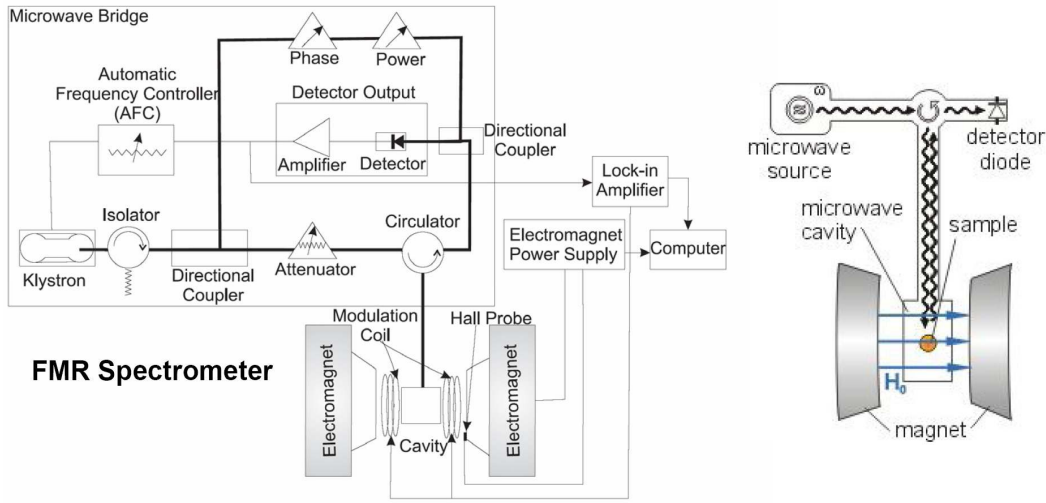 Microwave Bridge
Phase
Power
Automatic
Frequency Controller
(AFC)
Detector Output
Amplifier
Detector
Directional
Coupler
Lock-in
Amplifier
Isolator
Circulator
Klystron
Directional
Coupler
Attenuator
Electromagnet
Power Supply
Computer
Modulation
Coil
Hall Probe
FMR Spectrometer
Electromagnet
Cavity
Electromagnet
ω
microwave
source
detector
diode
microwave
cavity
sample
H₀
magnet